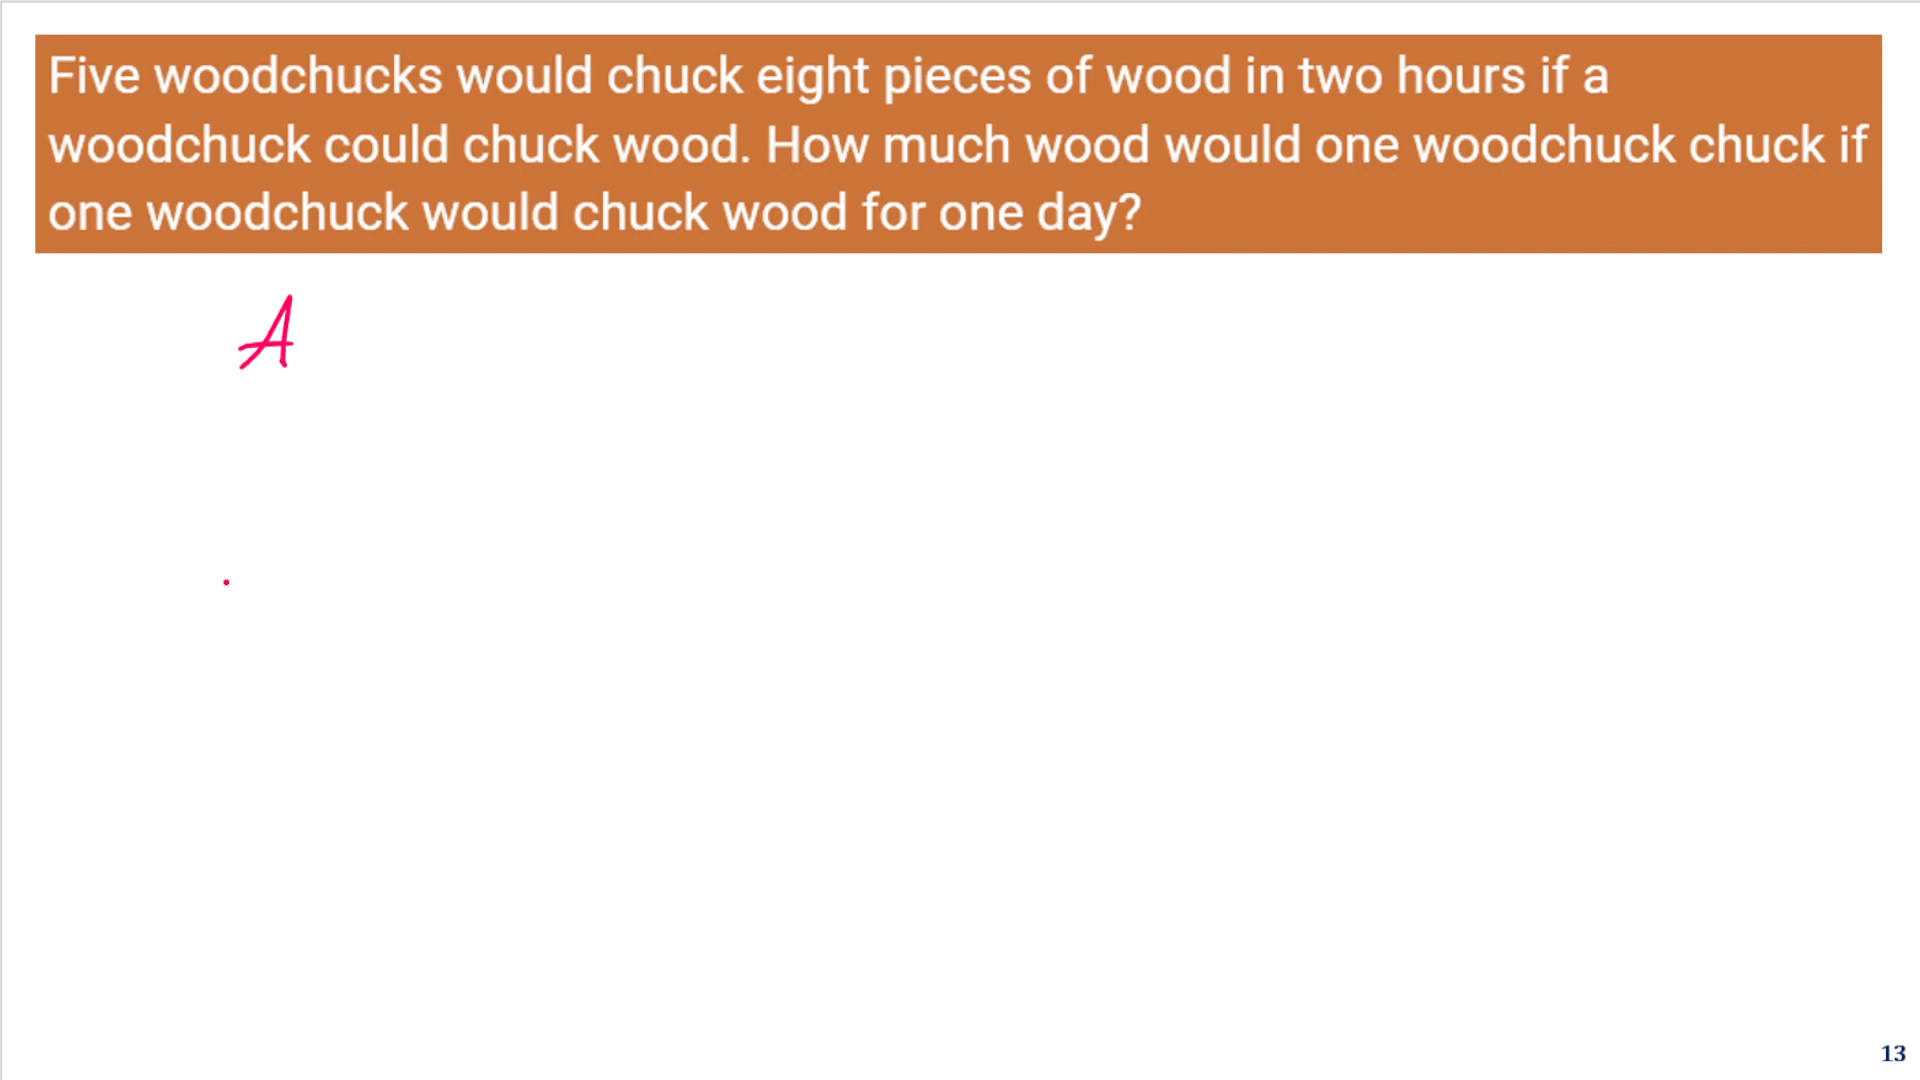 Five woodchucks would chuck eight pieces of wood in two hours if a
woodchuck could chuck wood. How much wood would one woodchuck chuck if
one woodchuck would chuck wood for one day?
A
13